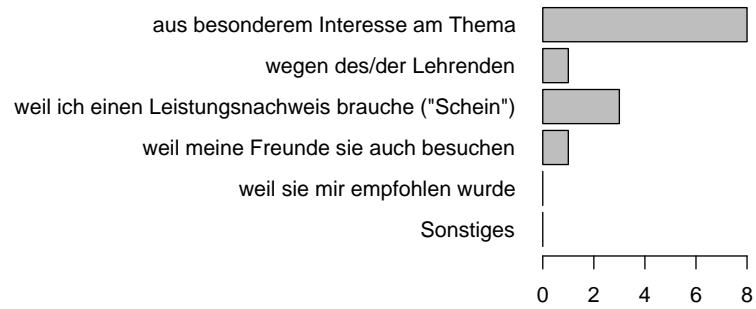 aus besonderem Interesse am Thema
wegen des/der Lehrenden
weil ich einen Leistungsnachweis brauche ("Schein")
weil meine Freunde sie auch besuchen
weil sie mir empfohlen wurde
Sonstiges
0 2 4 6 8